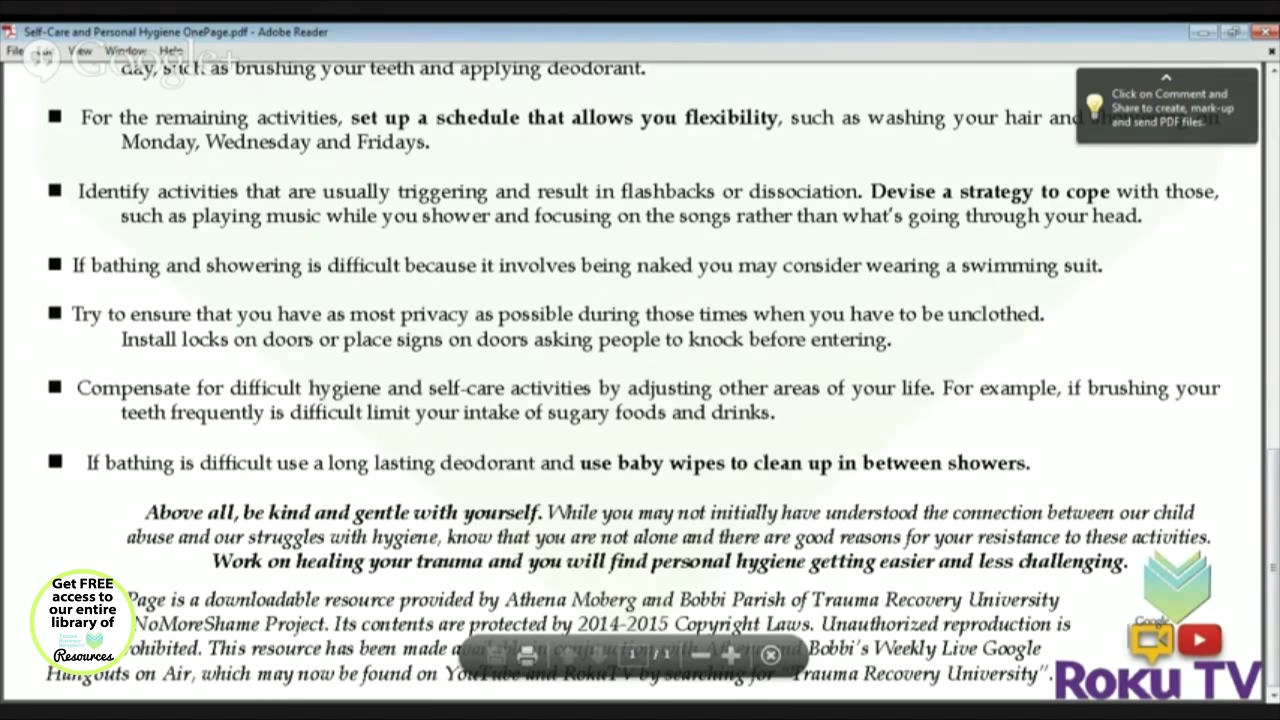 Self-Care and Personal Hygiene OnePage.pdf - Adobe Reader
File Edit View Window Help
Google+
day, such as brushing your teeth and applying deodorant.
Click on Comment and
Share to create, mark-up
and send PDF files.
■ For the remaining activities, set up a schedule that allows you flexibility, such as washing your hair and
Monday, Wednesday and Fridays.
■ Identify activities that are usually triggering and result in flashbacks or dissociation. Devise a strategy to cope with those,
such as playing music while you shower and focusing on the songs rather than what's going through your head.
■ If bathing and showering is difficult because it involves being naked you may consider wearing a swimming suit.
■ Try to ensure that you have as most privacy as possible during those times when you have to be unclothed.
Install locks on doors or place signs on doors asking people to knock before entering.
■ Compensate for difficult hygiene and self-care activities by adjusting other areas of your life. For example, if brushing your
teeth frequently is difficult limit your intake of sugary foods and drinks.
■ If bathing is difficult use a long lasting deodorant and use baby wipes to clean up in between showers.
Above all, be kind and gentle with yourself. While you may not initially have understood the connection between our child
abuse and our struggles with hygiene, know that you are not alone and there are good reasons for your resistance to these activities.
Work on healing your trauma and you will find personal hygiene getting easier and less challenging.
Get FREE
access to
our entire
library of
Resources
Page is a downloadable resource provided by Athena Moberg and Bobbi Parish of Trauma Recovery University
NoMoreShame Project. Its contents are protected by 2014-2015 Copyright Laws. Unauthorized reproduction is
rohibited. This resource has been made Bobbi's Weekly Live Google
Hangouts on Air, which may now be found on YouTube and RokuTV by searching for "Trauma Recovery University".
1 / 1
Google
Roku TV